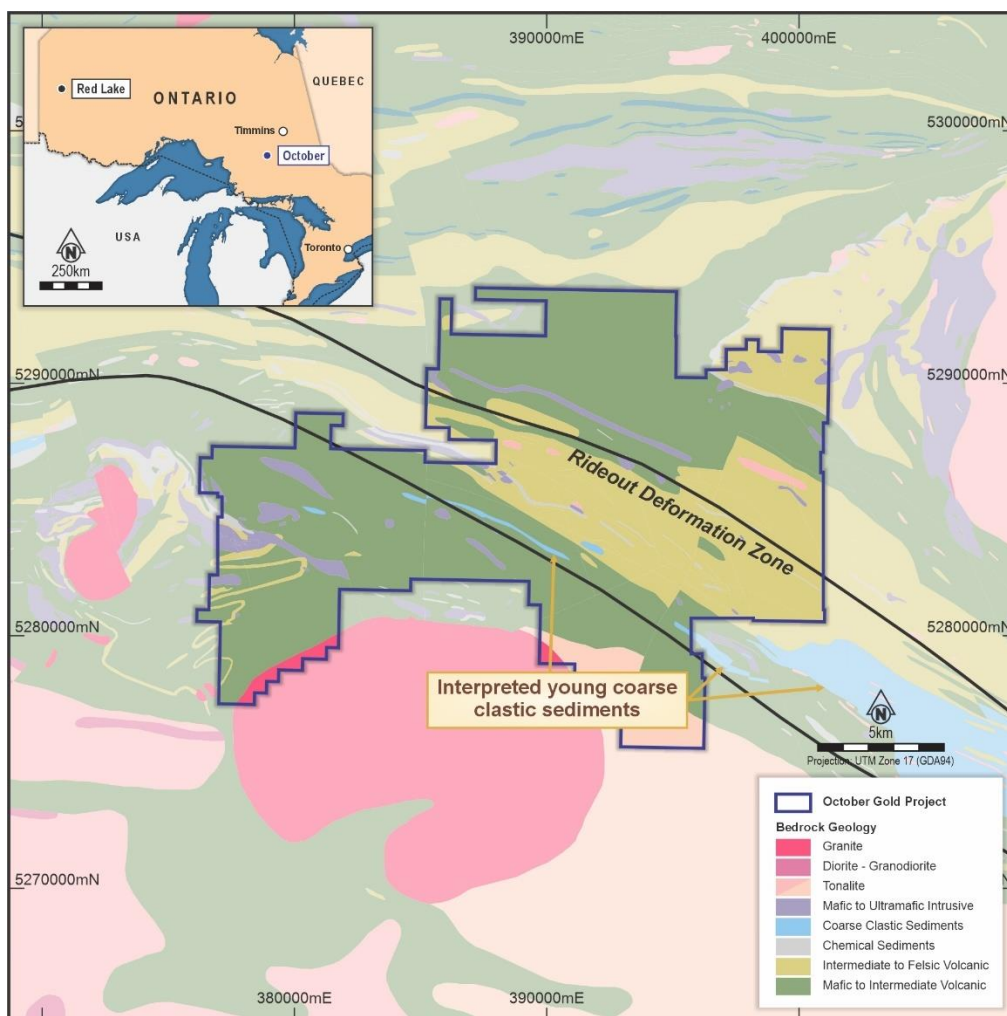 390000mE
400000mE
QUEBEC
Red Lake
ONTARIO
Timmins
October
USA
Toronto
N
250km
5300000mN
5300000mN
5290000mN
5290000mN
Rideout Deformation Zone
5280000mN
5280000mN
Interpreted young coarse
clastic sediments
N
5km
Projection: UTM Zone 17 (GDA94)
October Gold Project
Bedrock Geology
Granite
Diorite - Granodiorite
Tonalite
Mafic to Ultramafic Intrusive
Coarse Clastic Sediments
Chemical Sediments
Intermediate to Felsic Volcanic
Mafic to Intermediate Volcanic
5270000mN
380000mE
390000mE